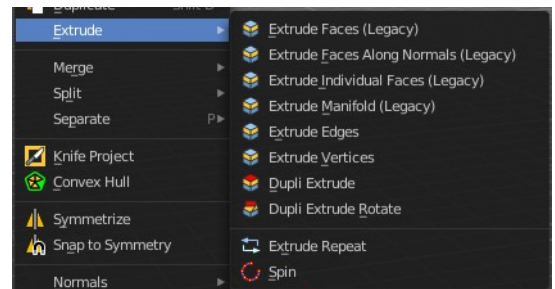 Duplicate Shift D
Extrude
Merge
Split
Separate P
Knife Project
Convex Hull
Symmetrize
Snap to Symmetry
Normals
Extrude Faces (Legacy)
Extrude Faces Along Normals (Legacy)
Extrude Individual Faces (Legacy)
Extrude Manifold (Legacy)
Extrude Edges
Extrude Vertices
Dupli Extrude
Dupli Extrude Rotate
Extrude Repeat
Spin